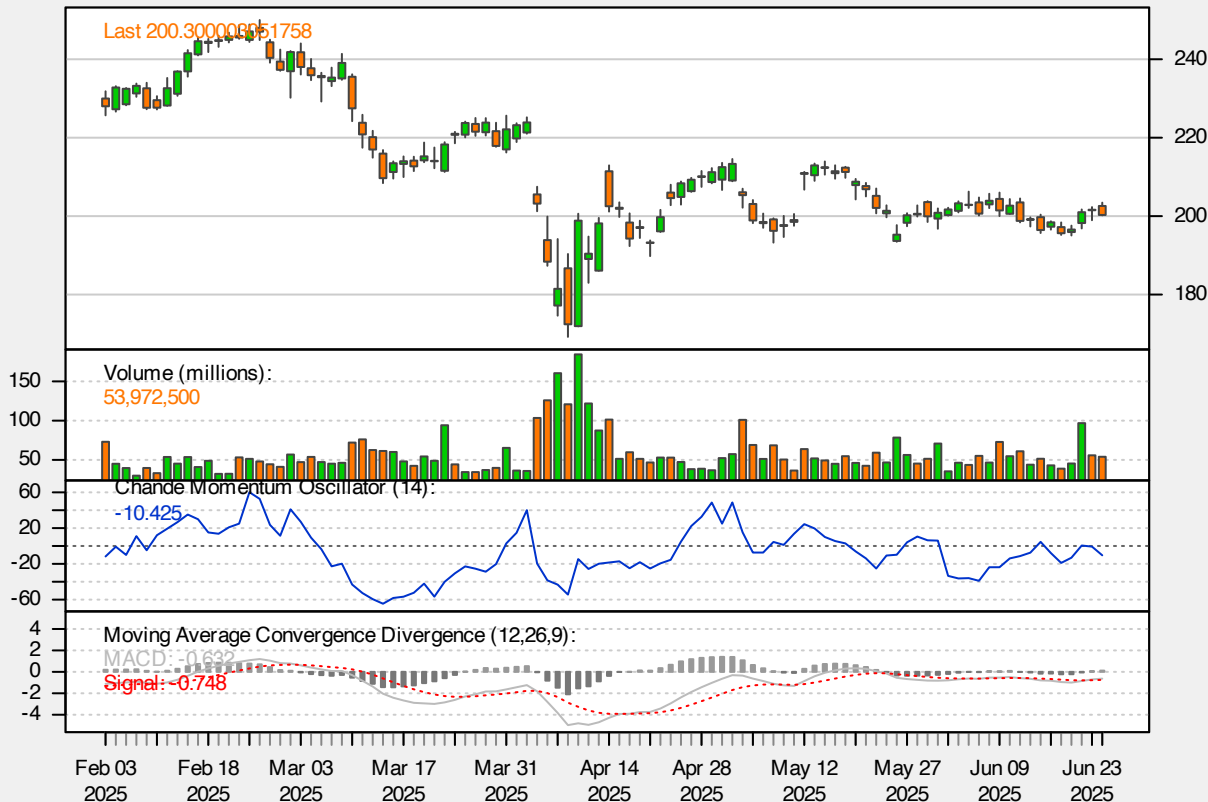 Last 200.300003051758
240
220
200
180
Volume (millions):
53,972,500
150
100
50
Chande Momentum Oscillator (14):
-10.425
60
20
-20
-60
Moving Average Convergence Divergence (12,26,9):
MACD: -0.632
Signal: -0.748
4
2
0
-2
-4
Feb 03 Feb 18 Mar 03 Mar 17 Mar 31 Apr 14 Apr 28 May 12 May 27 Jun 09 Jun 23
2025 2025 2025 2025 2025 2025 2025 2025 2025 2025 2025